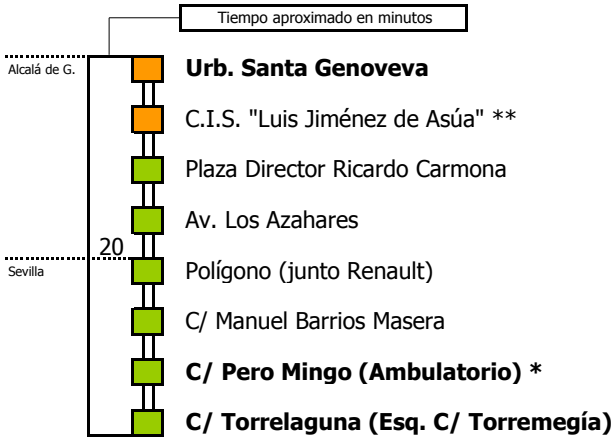 Tiempo aproximado en minutos
Alcalá de G.
Urb. Santa Genoveva
C.I.S. "Luis Jiménez de Asúa" **
Plaza Director Ricardo Carmona
Av. Los Azahares
20
Sevilla
Polígono (junto Renault)
C/ Manuel Barrios Masera
C/ Pero Mingo (Ambulatorio) *
C/ Torrelaguna (Esq. C/ Torremegía)